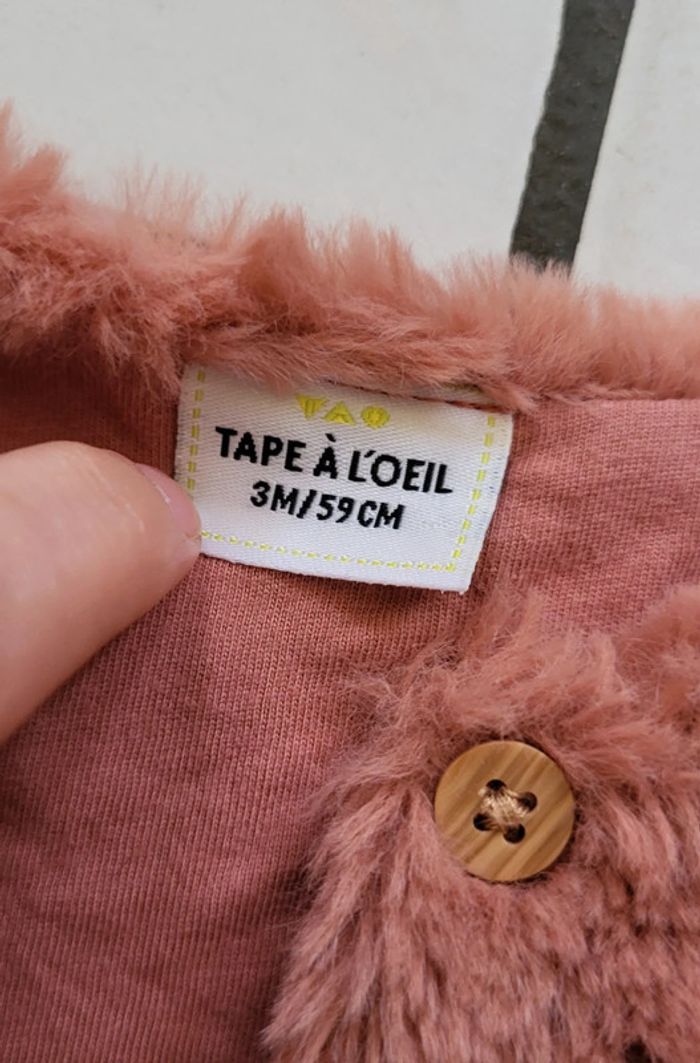 TAO
TAPE À L'OEIL
3M/59CM